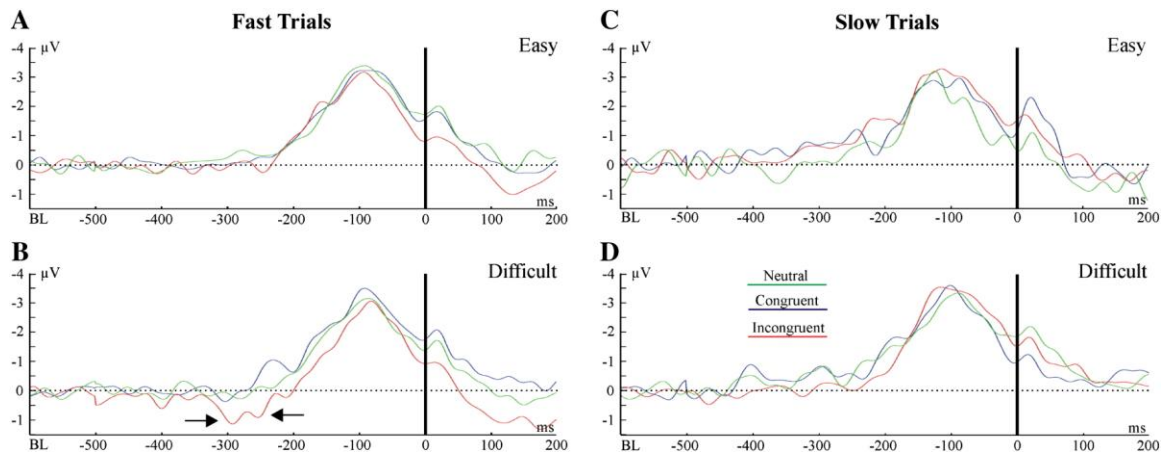 A
Fast Trials
-4
µV
Easy
-3
-2
-1
0
-1
ms
BL
-500
-400
-300
-200
-100
0
100
200
B
-4
µV
Difficult
-3
-2
-1
0
-1
ms
BL
-500
-400
-300
-200
-100
0
100
200
C
Slow Trials
-4
µV
Easy
-3
-2
-1
0
-1
ms
BL
-500
-400
-300
-200
-100
0
100
200
D
-4
µV
Difficult
Neutral
Congruent
Incongruent
-3
-2
-1
0
-1
ms
BL
-500
-400
-300
-200
-100
0
100
200